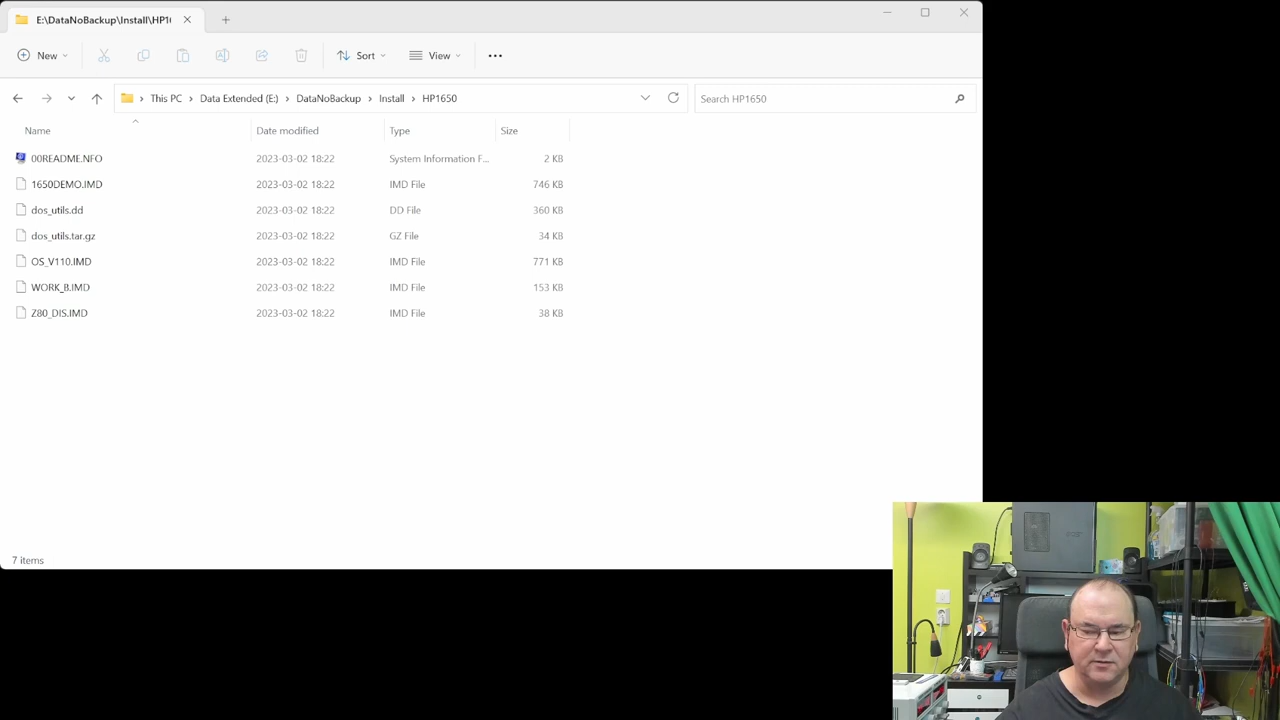 E:\DataNoBackup\Install\HP16
New
Sort
View
This PC
Data Extended (E:)
DataNoBackup
Install
HP1650
Search HP1650
Name Date modified Type Size
00README.NFO 2023-03-02 18:22 System Information F... 2 KB
1650DEMO.IMD 2023-03-02 18:22 IMD File 746 KB
dos_utils.dd 2023-03-02 18:22 DD File 360 KB
dos_utils.tar.gz 2023-03-02 18:22 GZ File 34 KB
OS_V110.IMD 2023-03-02 18:22 IMD File 771 KB
WORK_B.IMD 2023-03-02 18:22 IMD File 153 KB
Z80_DIS.IMD 2023-03-02 18:22 IMD File 38 KB
7 items